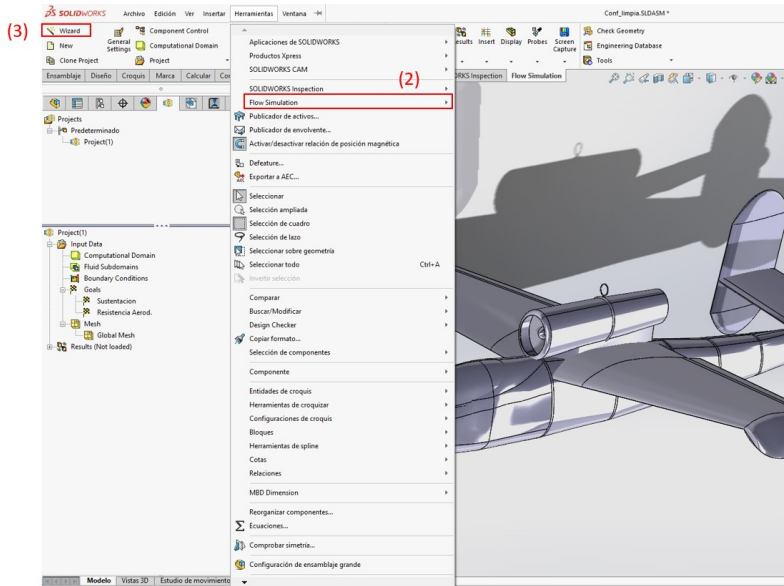 SOLIDWORKS
Archivo Edición Ver Insertar Herramientas Ventana
Conf_limpia.SLDASM *
(3)
Wizard
New
Clone Project
General Settings
Component Control
Computational Domain
Project
Results Insert Display Probes Screen Capture
Check Geometry
Engineering Database
Tools
Ensamblaje Diseño Croquis Marca Calcular
SOLIDWORKS Inspection Flow Simulation
Projects
Predeterminado
Project(1)
Project(1)
Input Data
Computational Domain
Fluid Subdomains
Boundary Conditions
Goals
Sustentacion
Resistencia Aerod.
Mesh
Global Mesh
Results (Not loaded)
Aplicaciones de SOLIDWORKS
Productos Xpress
SOLIDWORKS CAM
(2)
SOLIDWORKS Inspection
Flow Simulation
Publicador de activos...
Publicador de envolvente...
Activar/desactivar relación de posición magnética
Defeature...
Exportar a AEC...
Seleccionar
Selección ampliada
Selección de cuadro
Selección de lazo
Seleccionar sobre geometría
Seleccionar todo Ctrl+A
Invertir selección
Comparar
Buscar/Modificar
Design Checker
Copiar formato...
Selección de componentes
Componente
Entidades de croquis
Herramientas de croquizar
Configuraciones de croquis
Bloques
Herramientas de spline
Cotas
Relaciones
MBD Dimension
Reorganizar componentes...
Ecuaciones...
Comprobar simetría...
Configuración de ensamblaje grande
Modelo Vistas 3D Estudio de movimiento